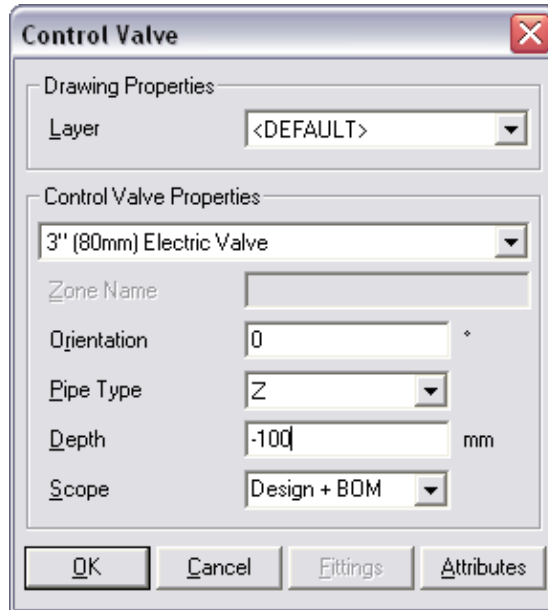 Control Valve
Drawing Properties
Layer <DEFAULT>
Control Valve Properties
3" (80mm) Electric Valve
Zone Name
Orientation 0 °
Pipe Type Z
Depth -100 mm
Scope Design + BOM
OK Cancel Fittings Attributes